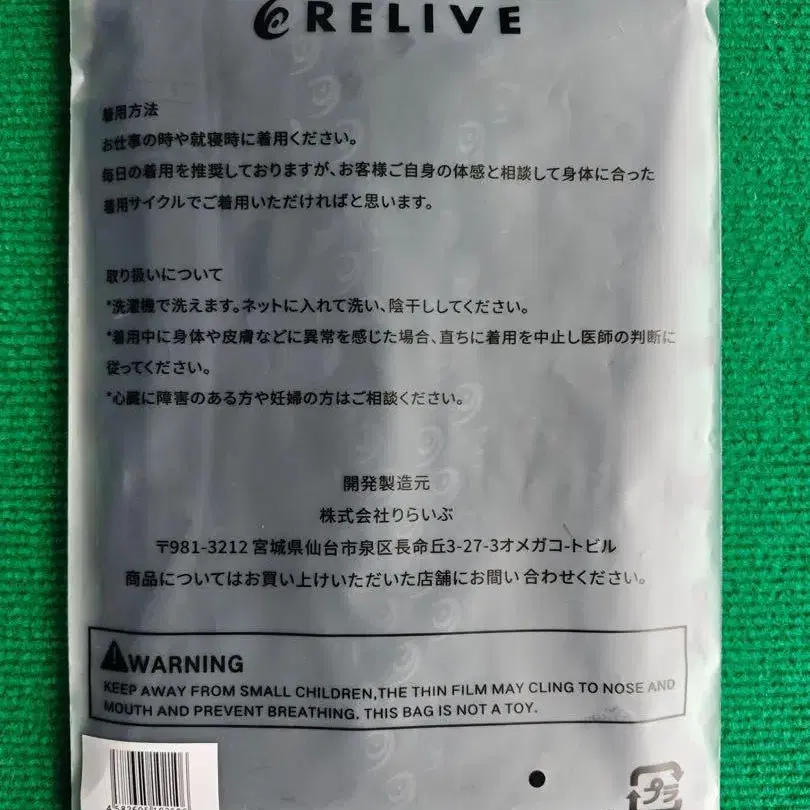 RELIVE
着用方法
お仕事の時や就寝時に着用ください。
毎日の着用を推奨しておりますが、お客様ご自身の体感と相談して身体に合った
着用サイクルでご着用いただければと思います。
取り扱いについて
*洗濯機で洗えます。ネットに入れて洗い、陰干ししてください。
*着用中に身体や皮膚などに異常を感じた場合、直ちに着用を中止し医師の判断に
従ってください。
*心臓に障害のある方や妊婦の方はご相談ください。
開発製造元
株式会社りらいぶ
〒981-3212 宮城県仙台市泉区長命丘3-27-3オメガコ-トビル
商品についてはお買い上げいただいた店舗にお問い合わせください。
WARNING
KEEP AWAY FROM SMALL CHILDREN,THE THIN FILM MAY CLING TO NOSE AND
MOUTH AND PREVENT BREATHING. THIS BAG IS NOT A TOY.
プラ